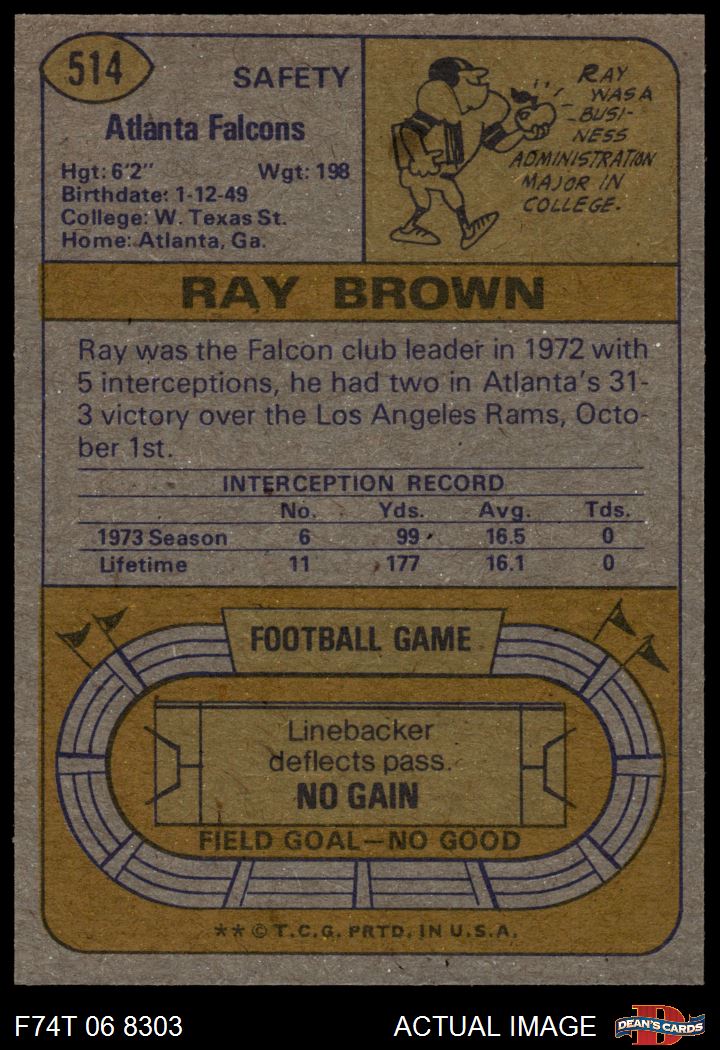 514
SAFETY
Atlanta Falcons
Hgt: 6'2" Wgt: 198
Birthdate: 1-12-49
College: W. Texas St.
Home: Atlanta, Ga.
RAY
WAS A
BUSI-
NESS
ADMINISTRATION
MAJOR IN
COLLEGE.
RAY BROWN
Ray was the Falcon club leader in 1972 with
5 interceptions, he had two in Atlanta's 31-
3 victory over the Los Angeles Rams, Octo-
ber 1st.
INTERCEPTION RECORD
No. Yds. Avg. Tds.
1973 Season 6 99 16.5 0
Lifetime 11 177 16.1 0
FOOTBALL GAME
Linebacker
deflects pass.
NO GAIN
FIELD GOAL—NO GOOD
** © T.C.G. PRTD. IN U.S.A.
F74T 06 8303 ACTUAL IMAGE
D
DEAN'S CARDS